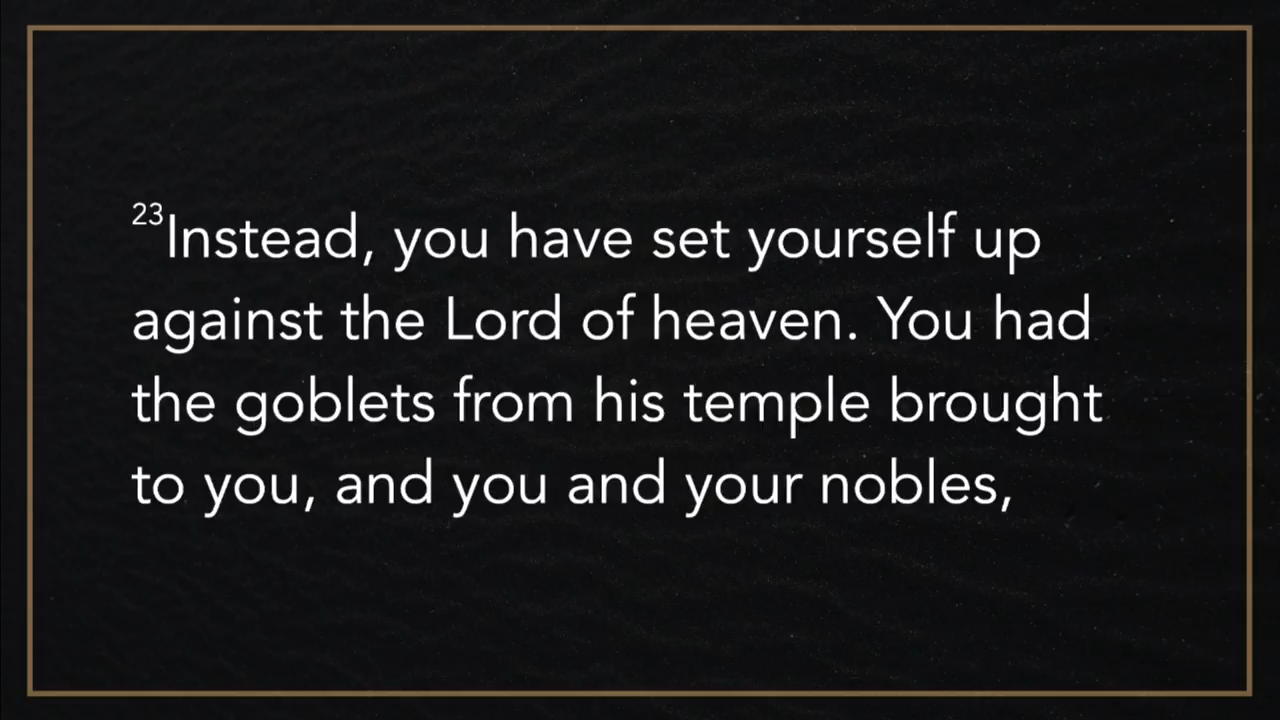 23Instead, you have set yourself up
against the Lord of heaven. You had
the goblets from his temple brought
to you, and you and your nobles,